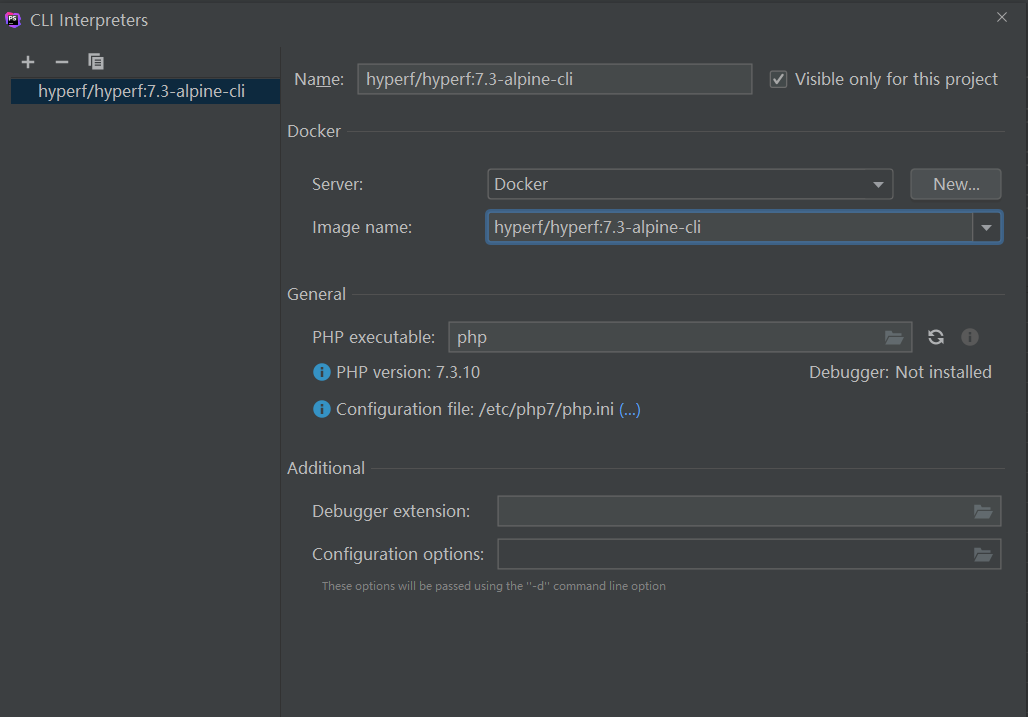 PS CLI Interpreters
hyperf/hyperf:7.3-alpine-cli
Name: hyperf/hyperf:7.3-alpine-cli Visible only for this project
Docker
Server: Docker New...
Image name: hyperf/hyperf:7.3-alpine-cli
General
PHP executable: php
PHP version: 7.3.10 Debugger: Not installed
Configuration file: /etc/php7/php.ini (...)
Additional
Debugger extension:
Configuration options:
These options will be passed using the "-d" command line option